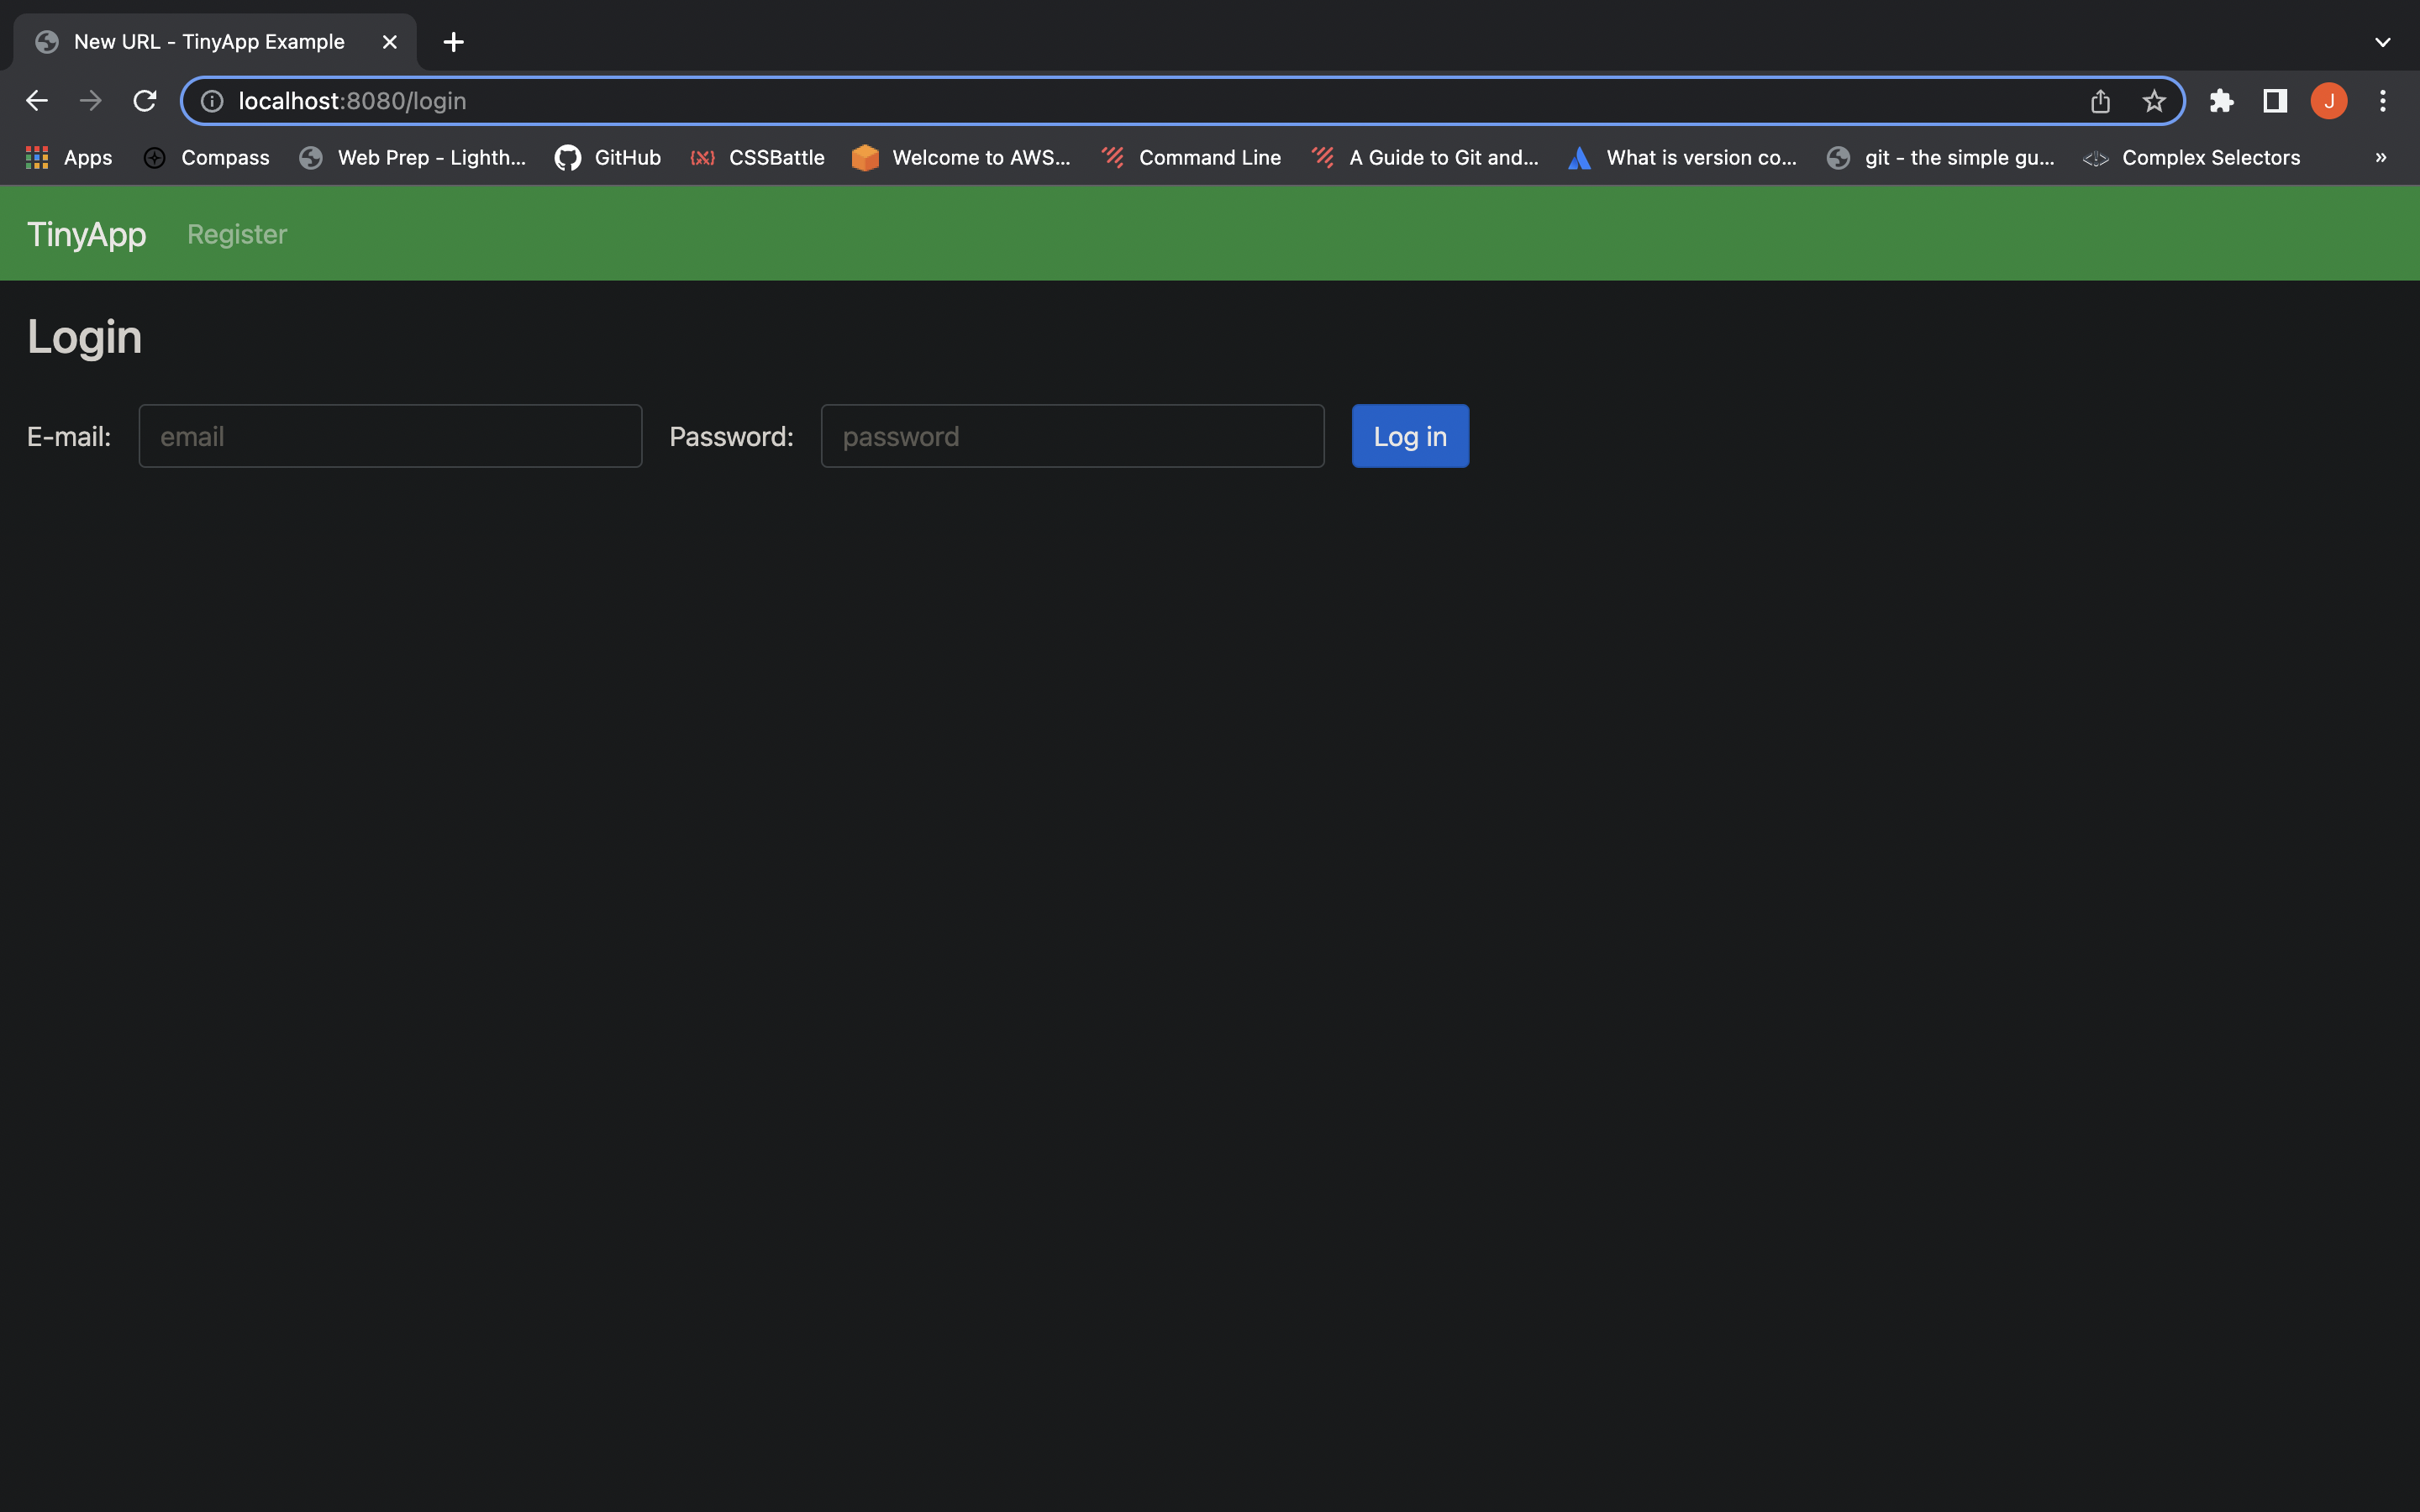 New URL - TinyApp Example
localhost:8080/login
J
Apps Compass Web Prep - Lighth... GitHub CSSBattle Welcome to AWS... Command Line A Guide to Git and... What is version co... git - the simple gu... Complex Selectors »
TinyApp Register
Login
E-mail: email Password: password Log in